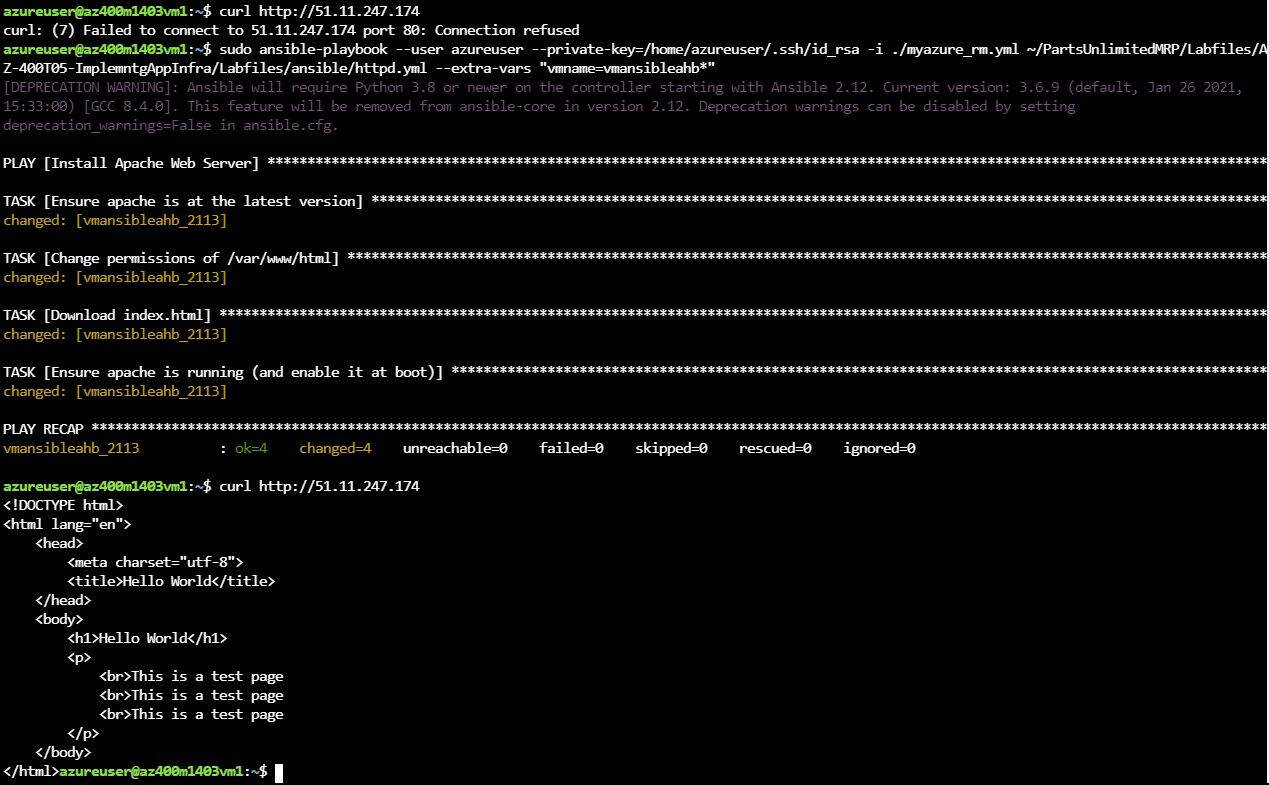 azureuser@az400m1403vm1:~$ curl http://51.11.247.174
curl: (7) Failed to connect to 51.11.247.174 port 80: Connection refused
azureuser@az400m1403vm1:~$ sudo ansible-playbook --user azureuser --private-key=/home/azureuser/.ssh/id_rsa -i ./myazure_rm.yml ~/PartsUnlimitedMRP/Labfiles/A
Z-400T05-ImplemntgAppInfra/Labfiles/ansible/httpd.yml --extra-vars "vmname=vmansibleahb*"
[DEPRECATION WARNING]: Ansible will require Python 3.8 or newer on the controller starting with Ansible 2.12. Current version: 3.6.9 (default, Jan 26 2021,
15:33:00) [GCC 8.4.0]. This feature will be removed from ansible-core in version 2.12. Deprecation warnings can be disabled by setting
deprecation_warnings=False in ansible.cfg.
PLAY [Install Apache Web Server] *****************************************************************************************************************************
TASK [Ensure apache is at the latest version] ****************************************************************************************************************
changed: [vmansibleahb_2113]
TASK [Change permissions of /var/www/html] *******************************************************************************************************************
changed: [vmansibleahb_2113]
TASK [Download index.html] ***********************************************************************************************************************************
changed: [vmansibleahb_2113]
TASK [Ensure apache is running (and enable it at boot)] ******************************************************************************************************
changed: [vmansibleahb_2113]
PLAY RECAP ***************************************************************************************************************************************************
vmansibleahb_2113          : ok=4    changed=4    unreachable=0    failed=0    skipped=0    rescued=0    ignored=0
azureuser@az400m1403vm1:~$ curl http://51.11.247.174
<!DOCTYPE html>
<html lang="en">
    <head>
        <meta charset="utf-8">
        <title>Hello World</title>
    </head>
    <body>
        <h1>Hello World</h1>
        <p>
            <br>This is a test page
            <br>This is a test page
            <br>This is a test page
        </p>
    </body>
</html>azureuser@az400m1403vm1:~$